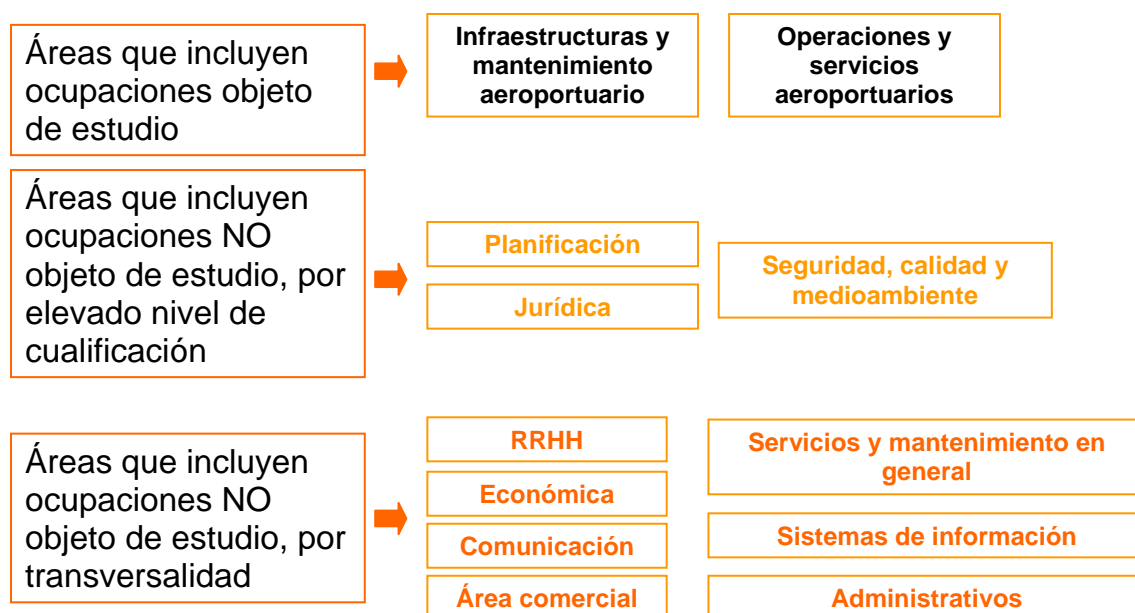 Áreas que incluyen
ocupaciones objeto
de estudio
Infraestructuras y
mantenimiento
aeroportuario
Operaciones y
servicios
aeroportuarios
Áreas que incluyen
ocupaciones NO
objeto de estudio, por
elevado nivel de
cualificación
Planificación
Jurídica
Seguridad, calidad y
medioambiente
Áreas que incluyen
ocupaciones NO
objeto de estudio, por
transversalidad
RRHH
Económica
Comunicación
Área comercial
Servicios y mantenimiento en
general
Sistemas de información
Administrativos